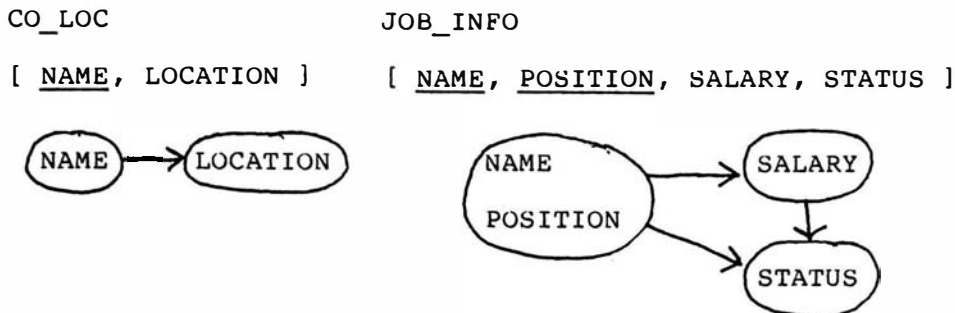 CO_LOC JOB_INFO
[ NAME, LOCATION ] [ NAME, POSITION, SALARY, STATUS ]
NAME LOCATION
NAME
POSITION
SALARY
STATUS